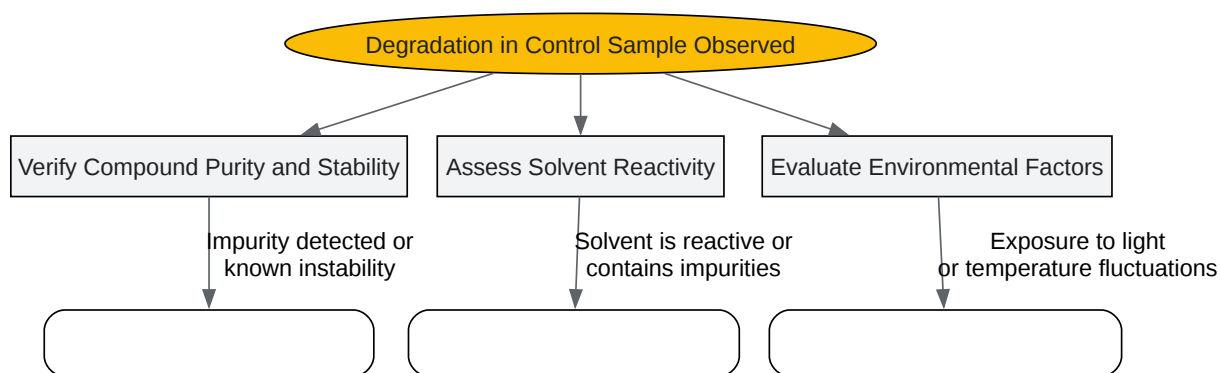 Degradation in Control Sample Observed
Verify Compound Purity and Stability
Assess Solvent Reactivity
Evaluate Environmental Factors
Impurity detected or
known instability
Solvent is reactive or
contains impurities
Exposure to light
or temperature fluctuations